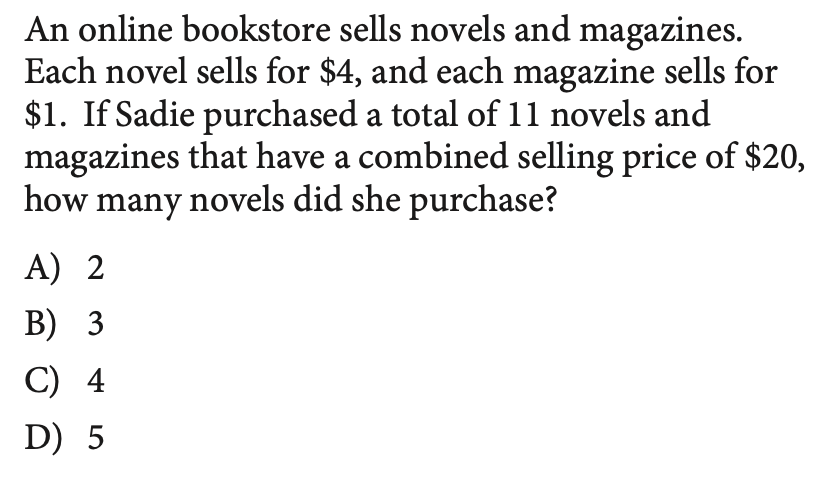 An online bookstore sells novels and magazines.
Each novel sells for $4, and each magazine sells for
$1. If Sadie purchased a total of 11 novels and
magazines that have a combined selling price of $20,
how many novels did she purchase?
A) 2
B) 3
C) 4
D) 5